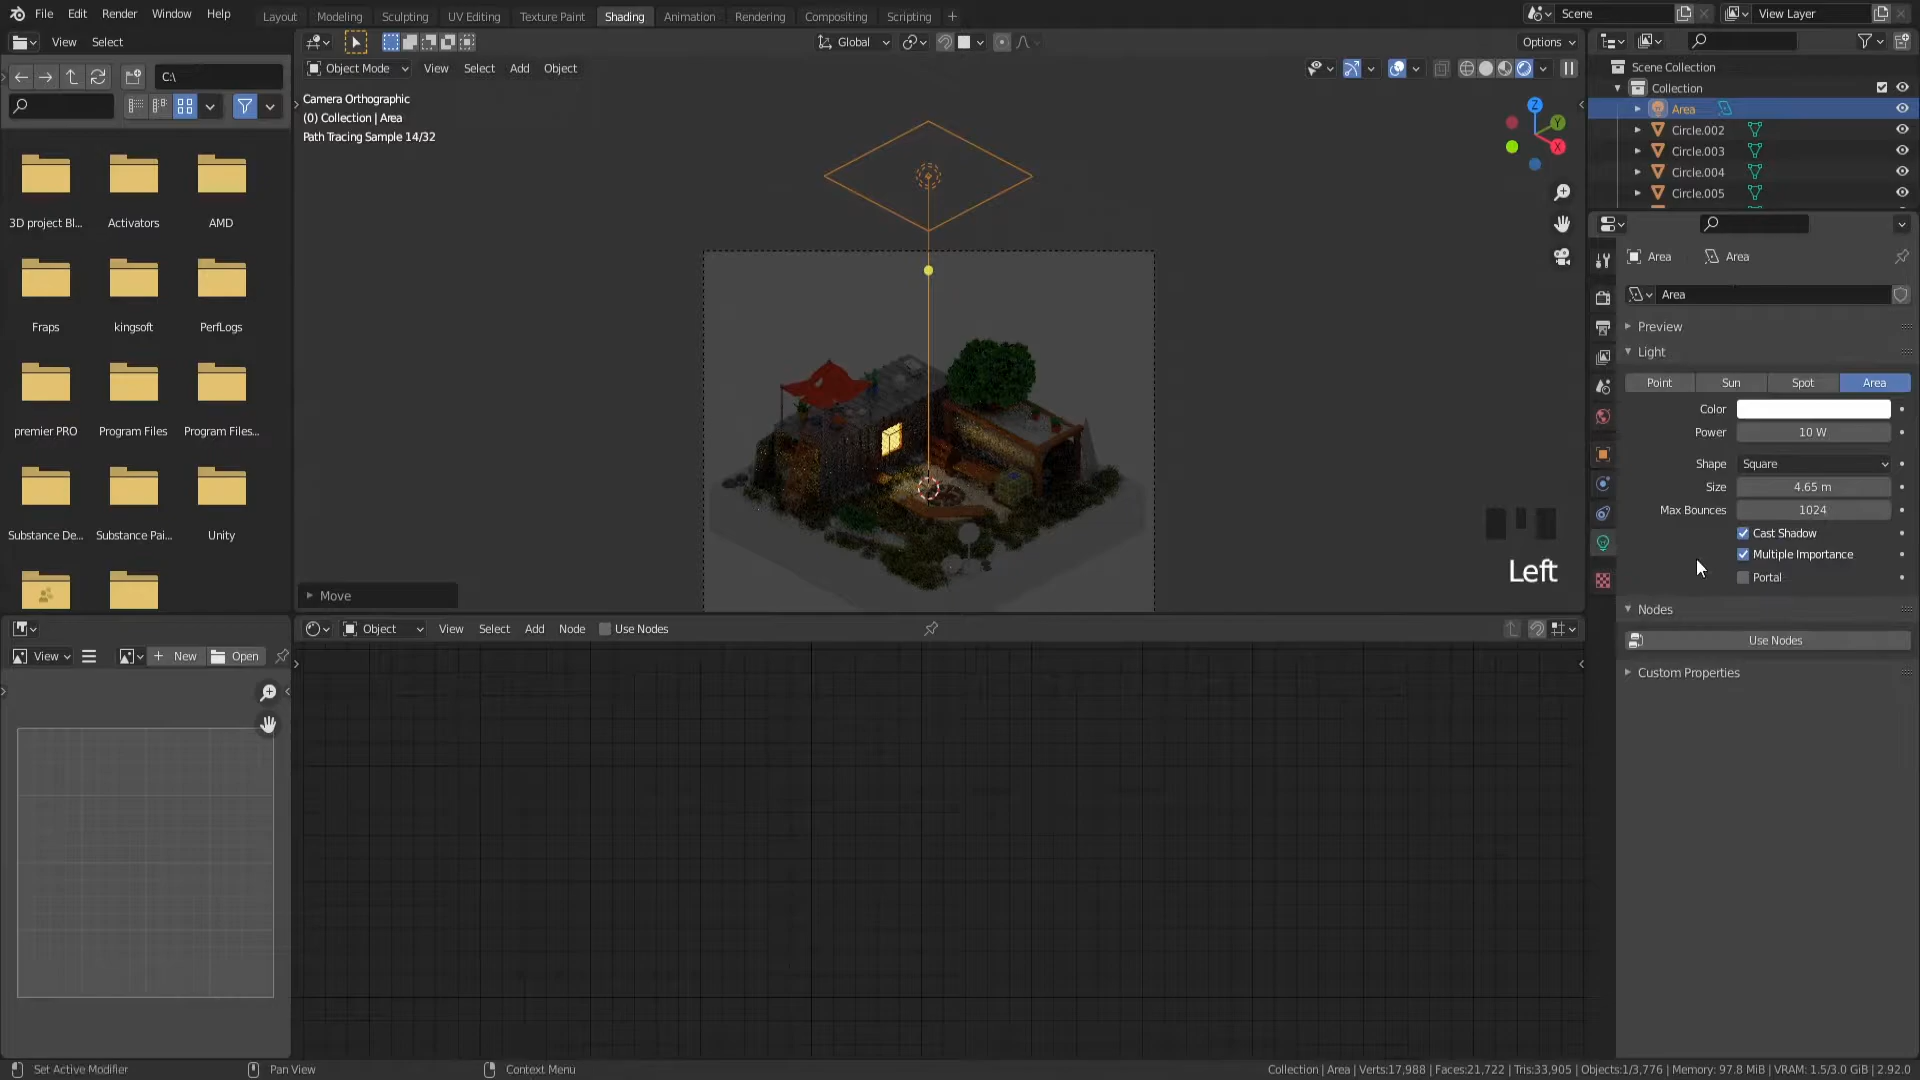 File Edit Render Window Help
Layout Modeling Sculpting UV Editing Texture Paint Shading Animation Rendering Compositing Scripting +
Scene
View Layer
View Select
C:\
Global
Options
Object Mode View Select Add Object
Camera Orthographic
(0) Collection | Area
Path Tracing Sample 14/32
Z
Y
X
3D project Bl...
Activators
AMD
Fraps
kingsoft
PerfLogs
premier PRO
Program Files
Program Files...
Substance De...
Substance Pai...
Unity
Move
Left
Scene Collection
Collection
Area
Circle.002
Circle.003
Circle.004
Circle.005
Area Area
Area
Preview
Light
Point Sun Spot Area
Color
Power 10 W
Shape Square
Size 4.65 m
Max Bounces 1024
Cast Shadow
Multiple Importance
Portal
Nodes
Use Nodes
Custom Properties
View + New Open
Object View Select Add Node Use Nodes
Set Active Modifier
Pan View
Context Menu
Collection | Area | Verts:17,988 | Faces:21,722 | Tris:33,905 | Objects:1/3,776 | Memory: 97.8 MiB | VRAM: 1.5/3.0 GiB | 2.92.0